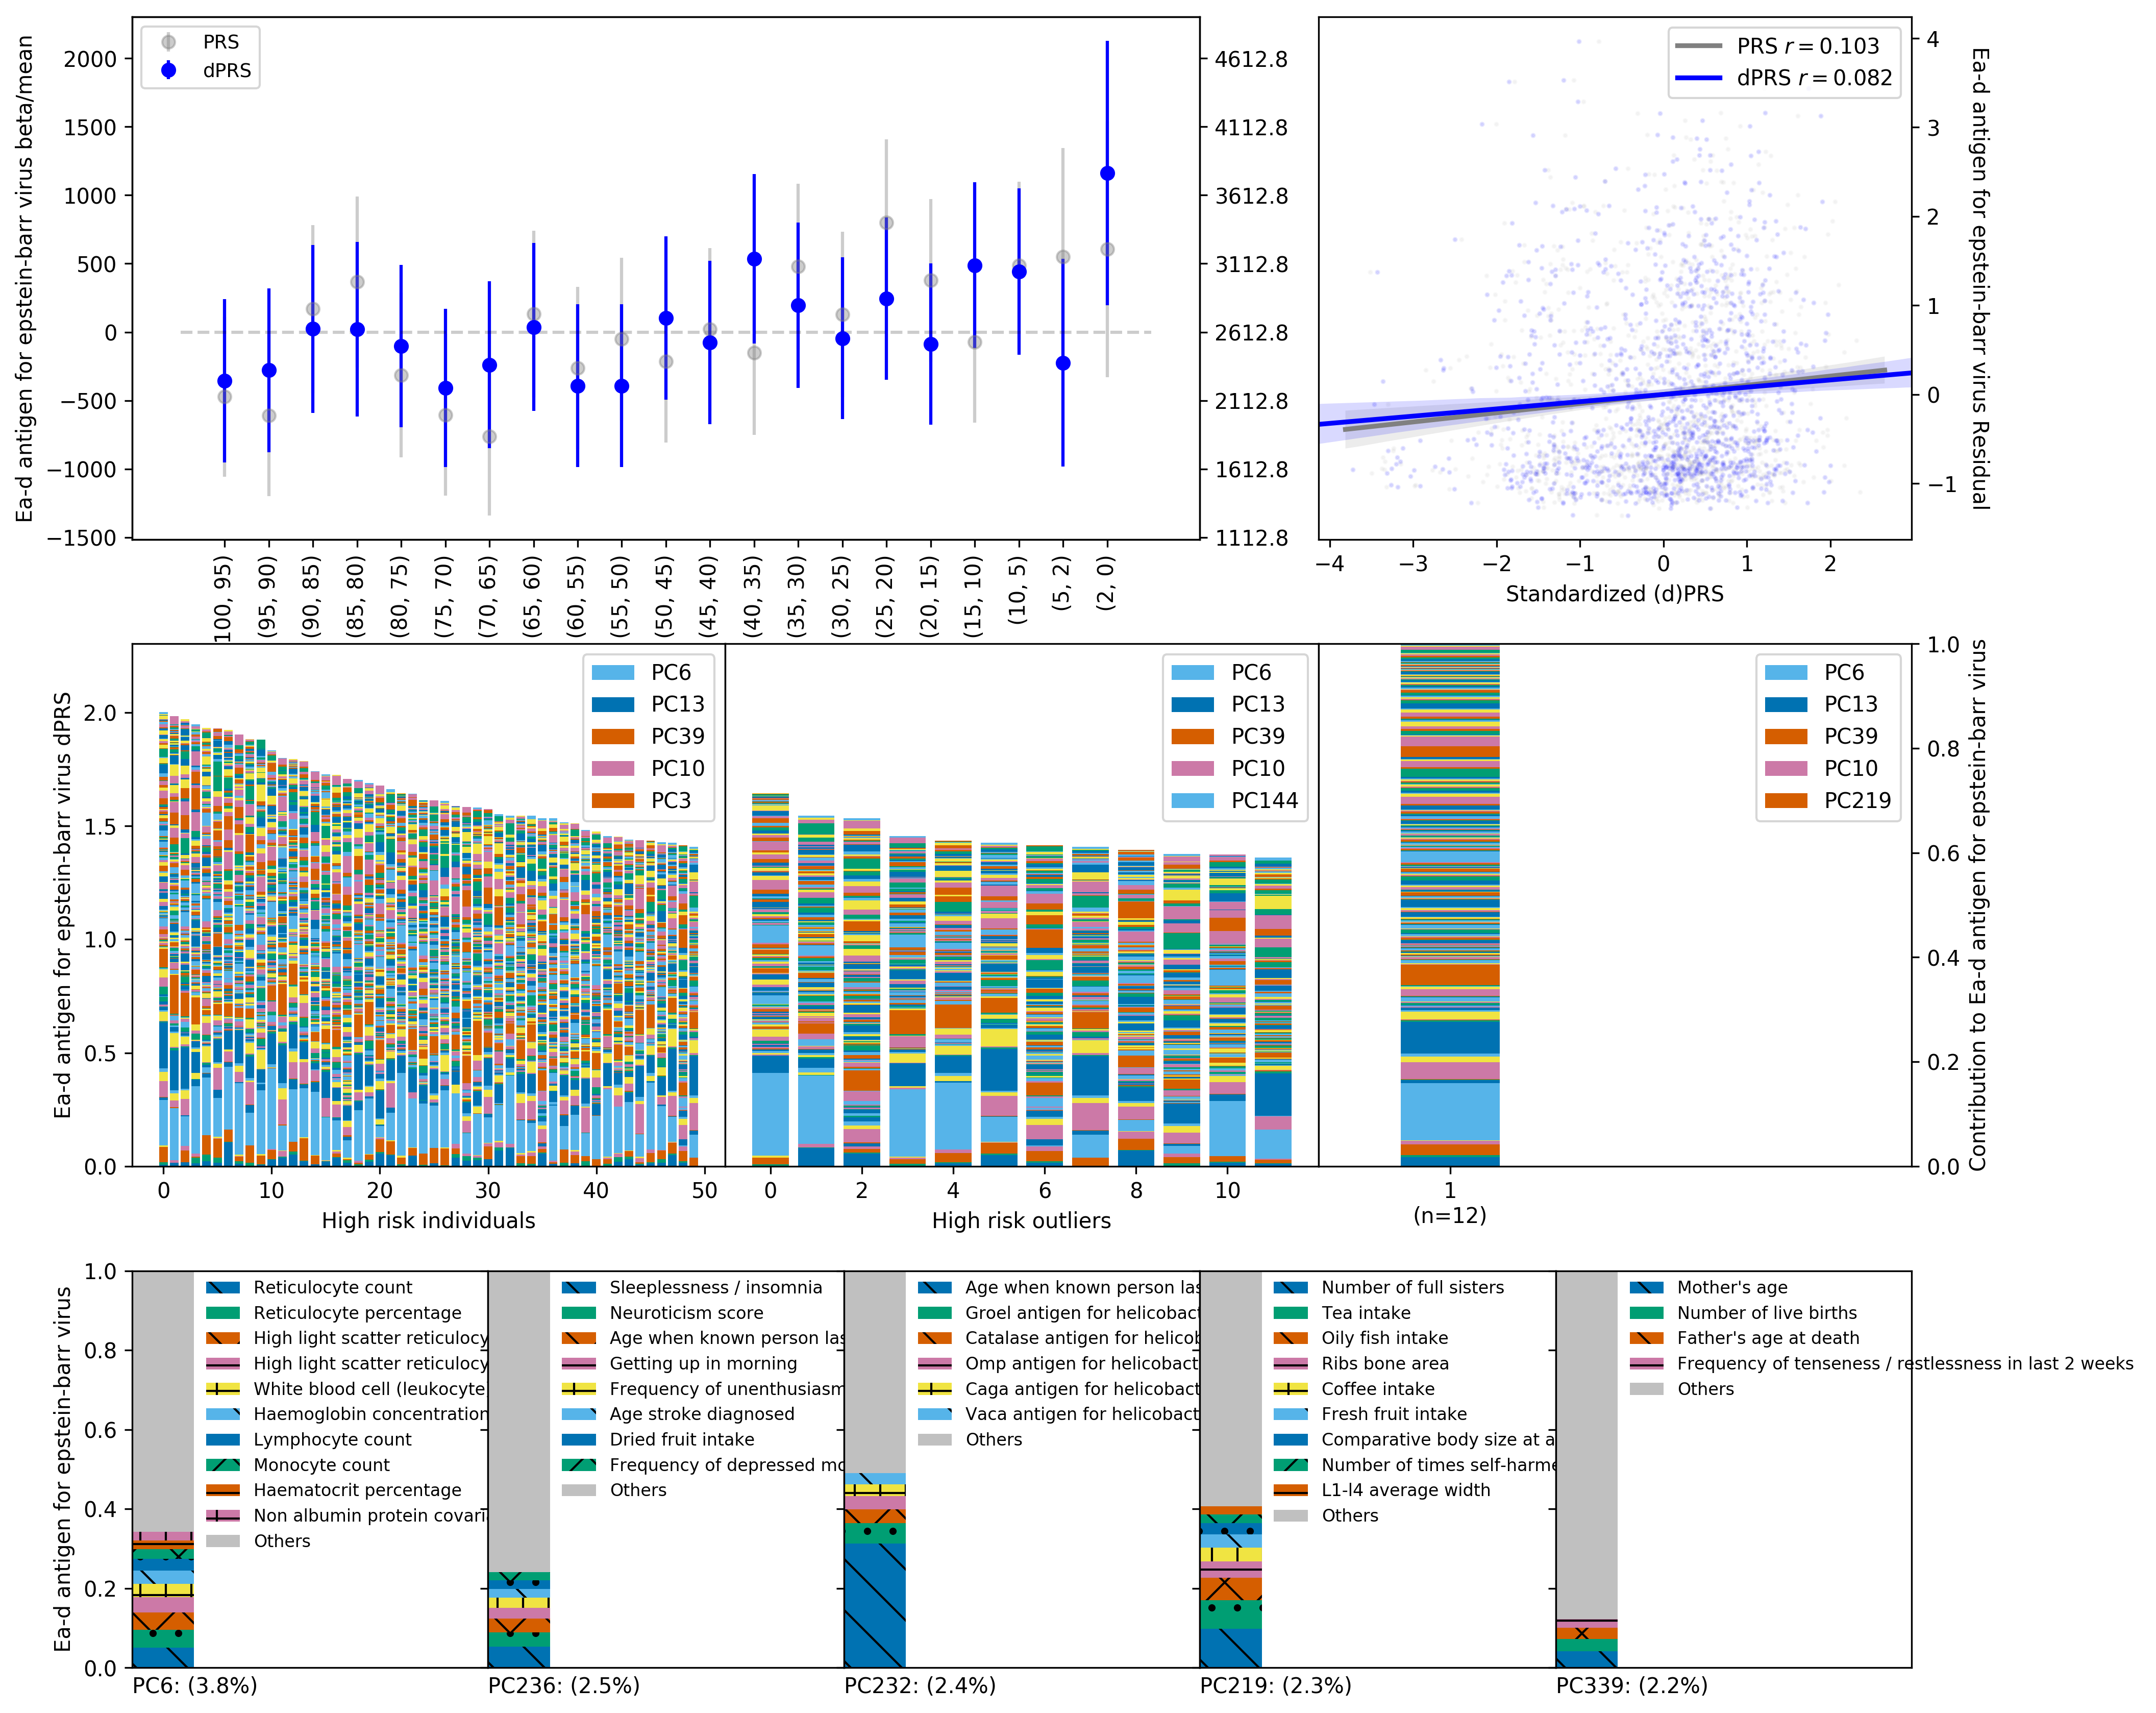 Ea-d antigen for epstein-barr virus beta/mean
2000
1500
1000
500
0
−500
−1000
−1500
PRS
dPRS
4612.8
4112.8
3612.8
3112.8
2612.8
2112.8
1612.8
1112.8
100, 95)
(95, 90)
(90, 85)
(85, 80)
(80, 75)
(75, 70)
(70, 65)
(65, 60)
(60, 55)
(55, 50)
(50, 45)
(45, 40)
(40, 35)
(35, 30)
(30, 25)
(25, 20)
(20, 15)
(15, 10)
(10, 5)
(5, 2)
(2, 0)
PRS r = 0.103
dPRS r = 0.082
4
3
2
1
0
−1
Ea-d antigen for epstein-barr virus Residual
−4
−3
−2
−1
0
1
2
Standardized (d)PRS
Ea-d antigen for epstein-barr virus dPRS
2.0
1.5
1.0
0.5
0.0
PC6
PC13
PC39
PC10
PC3
0
10
20
30
40
50
High risk individuals
PC6
PC13
PC39
PC10
PC144
0
2
4
6
8
10
High risk outliers
PC6
PC13
PC39
PC10
PC219
1
(n=12)
1.0
0.8
0.6
0.4
0.2
0.0
Contribution to Ea-d antigen for epstein-barr virus
Ea-d antigen for epstein-barr virus
1.0
0.8
0.6
0.4
0.2
0.0
Reticulocyte count
Reticulocyte percentage
High light scatter reticulocy
High light scatter reticulocy
White blood cell (leukocyte
Haemoglobin concentration
Lymphocyte count
Monocyte count
Haematocrit percentage
Non albumin protein covari
Others
PC6: (3.8%)
Sleeplessness / insomnia
Neuroticism score
Age when known person las
Getting up in morning
Frequency of unenthusiasm
Age stroke diagnosed
Dried fruit intake
Frequency of depressed mo
Others
PC236: (2.5%)
Age when known person las
Groel antigen for helicobact
Catalase antigen for helicob
Omp antigen for helicobact
Caga antigen for helicobact
Vaca antigen for helicobact
Others
PC232: (2.4%)
Number of full sisters
Tea intake
Oily fish intake
Ribs bone area
Coffee intake
Fresh fruit intake
Comparative body size at a
Number of times self-harme
L1-l4 average width
Others
PC219: (2.3%)
Mother's age
Number of live births
Father's age at death
Frequency of tenseness / restlessness in last 2 weeks
Others
PC339: (2.2%)